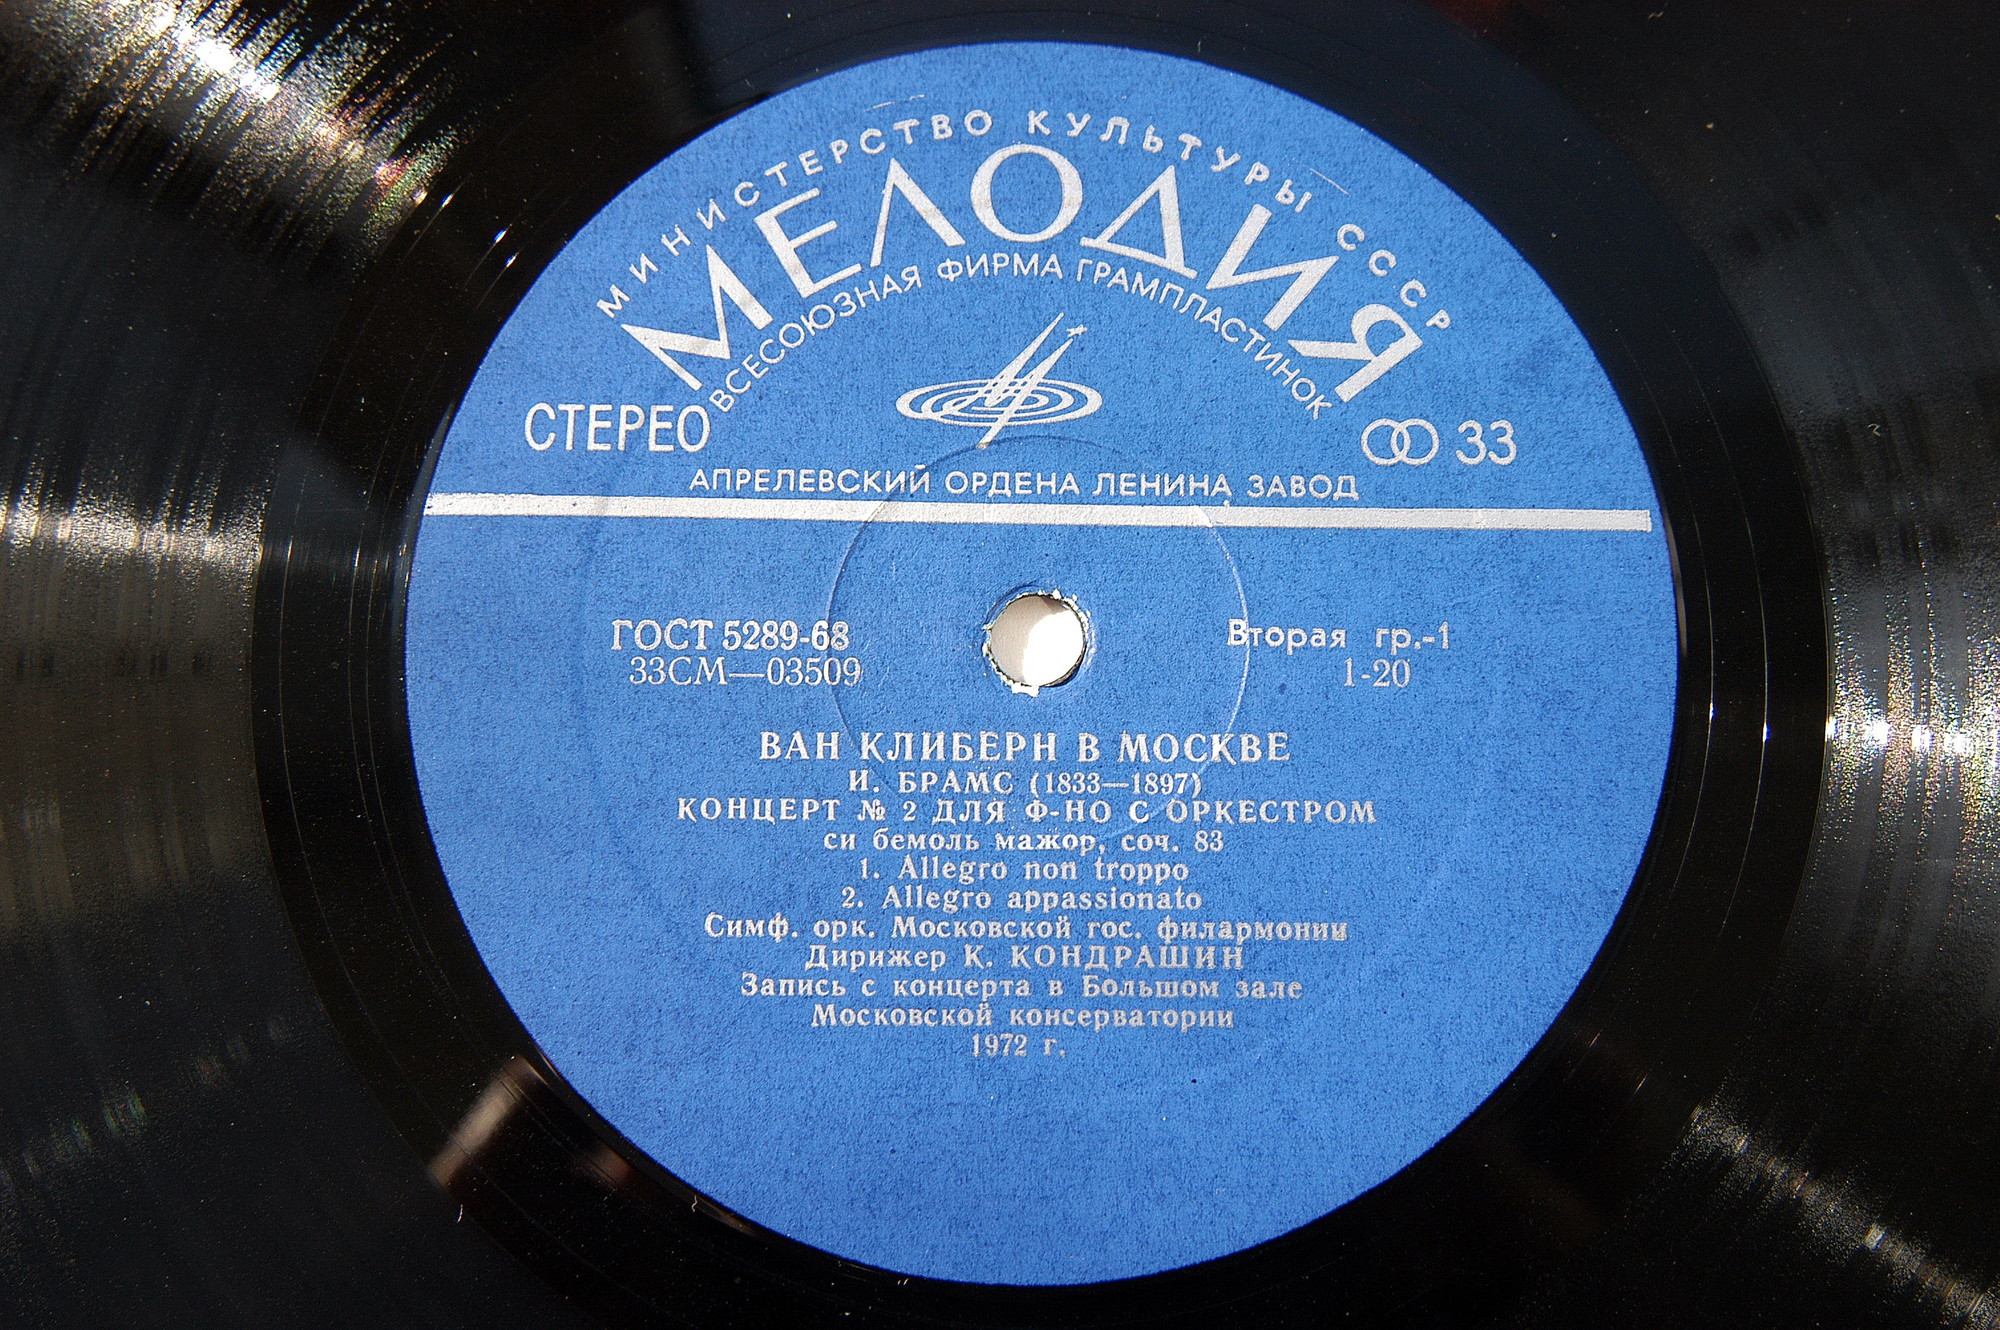 МИНИСТЕРСТВО КУЛЬТУРЫ СССР
МЕЛОДИЯ
ВСЕСОЮЗНАЯ ФИРМА ГРАМПЛАСТИНОК
СТЕРЕО
33
АПРЕЛЕВСКИЙ ОРДЕНА ЛЕНИНА ЗАВОД
ГОСТ 5289-68
Вторая гр.-1
33СМ—03509
1-20
ВАН КЛИБЕРН В МОСКВЕ
И. БРАМС (1833—1897)
КОНЦЕРТ № 2 ДЛЯ Ф-НО С ОРКЕСТРОМ
си бемоль мажор, соч. 83
1. Allegro non troppo
2. Allegro appassionato
Симф. орк. Московской гос. филармонии
Дирижер К. КОНДРАШИН
Запись с концерта в Большом зале
Московской консерватории
1972 г.